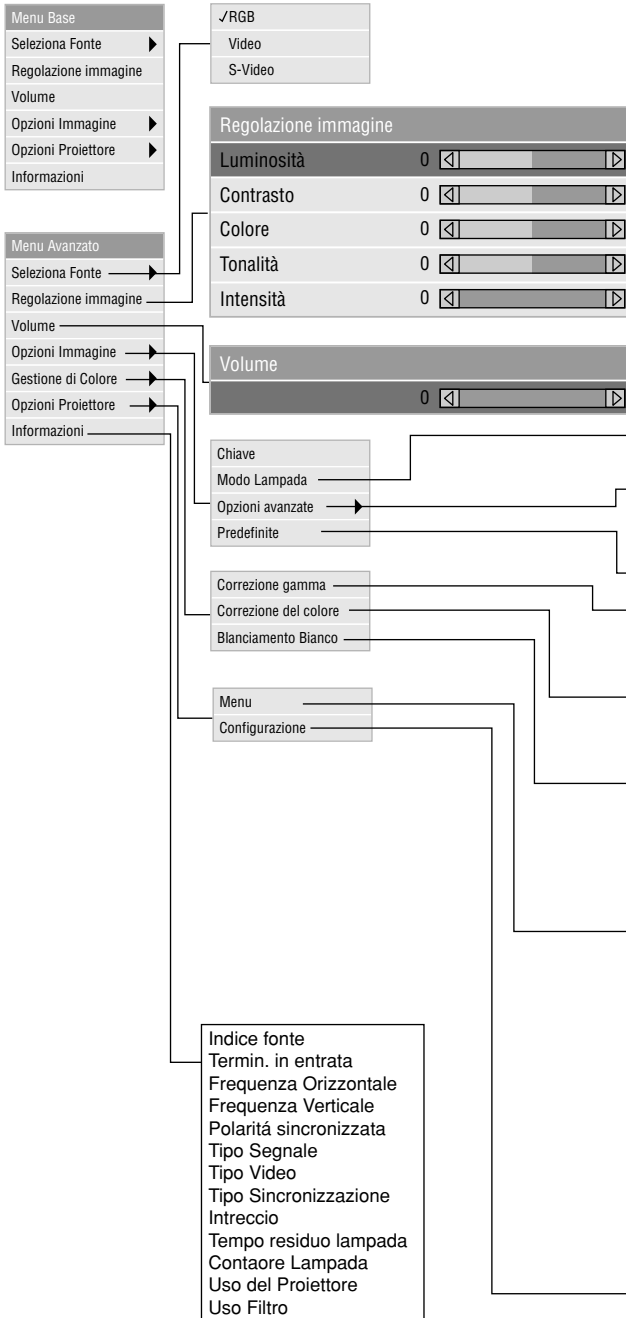 Menu Base
Seleziona Fonte
Regolazione immagine
Volume
Opzioni Immagine
Opzioni Proiettore
Informazioni
✓RGB
Video
S-Video
Regolazione immagine
Luminosità 0
Contrasto 0
Colore 0
Tonalità 0
Intensità 0
Menu Avanzato
Seleziona Fonte
Regolazione immagine
Volume
Opzioni Immagine
Gestione di Colore
Opzioni Proiettore
Informazioni
Volume
0
Chiave
Modo Lampada
Opzioni avanzate
Predefinite
Correzione gamma
Correzione del colore
Blanciamento Bianco
Menu
Configurazione
Indice fonte
Termin. in entrata
Frequenza Orizzontale
Frequenza Verticale
Polaritá sincronizzata
Tipo Segnale
Tipo Video
Tipo Sincronizzazione
Intreccio
Tempo residuo lampada
Contaore Lampada
Uso del Proiettore
Uso Filtro